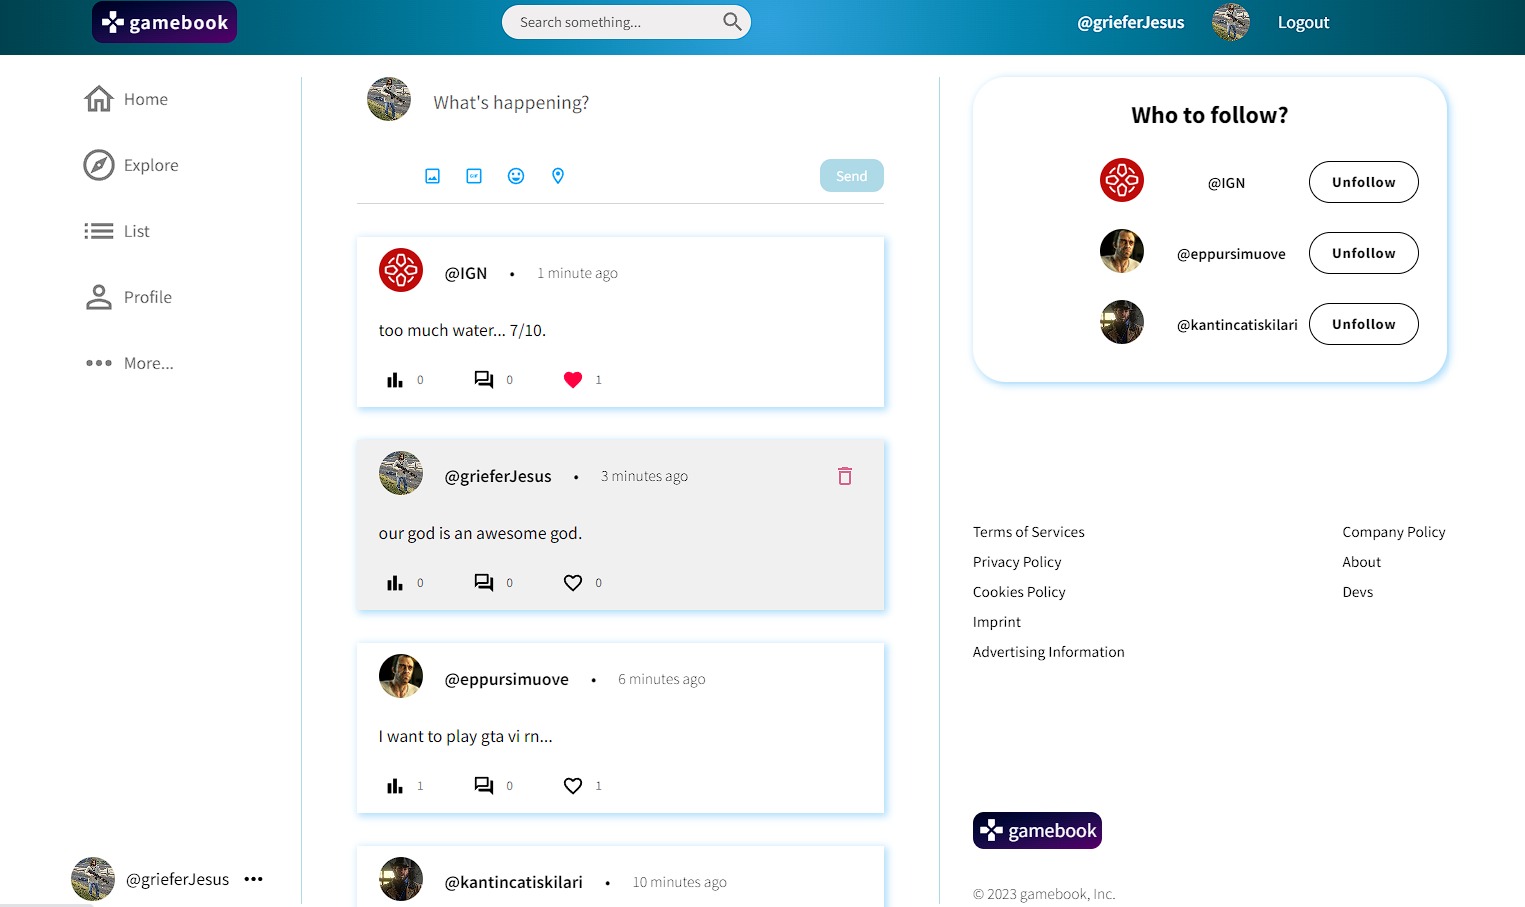 gamebook
Search something...
@grieferJesus
Logout
Home
Explore
List
Profile
More...
@grieferJesus
What's happening?
GIF
Send
@IGN • 1 minute ago
too much water... 7/10.
0 0 1
@grieferJesus • 3 minutes ago
our god is an awesome god.
0 0 0
@eppursimuove • 6 minutes ago
I want to play gta vi rn...
1 0 1
@kantincatiskilari • 10 minutes ago
Who to follow?
@IGN Unfollow
@eppursimuove Unfollow
@kantincatiskilari Unfollow
Terms of Services
Privacy Policy
Cookies Policy
Imprint
Advertising Information
Company Policy
About
Devs
gamebook
© 2023 gamebook, Inc.